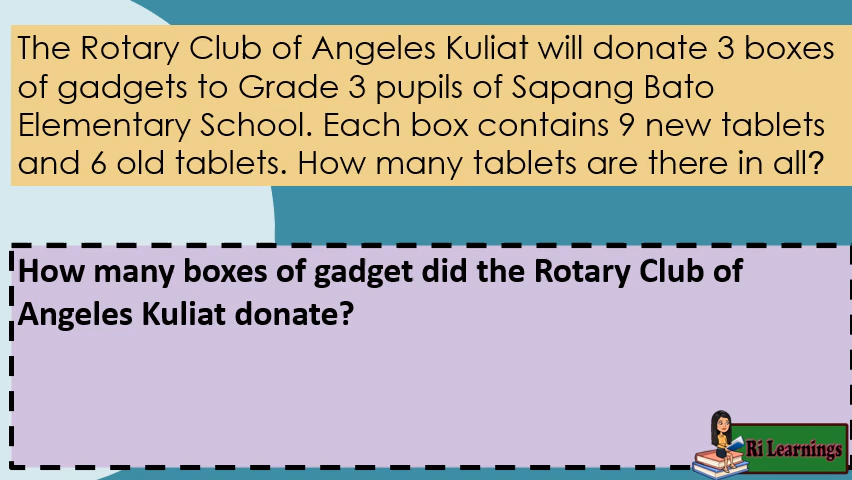 The Rotary Club of Angeles Kuliat will donate 3 boxes
of gadgets to Grade 3 pupils of Sapang Bato
Elementary School. Each box contains 9 new tablets
and 6 old tablets. How many tablets are there in all?
How many boxes of gadget did the Rotary Club of
Angeles Kuliat donate?
Ri Learnings